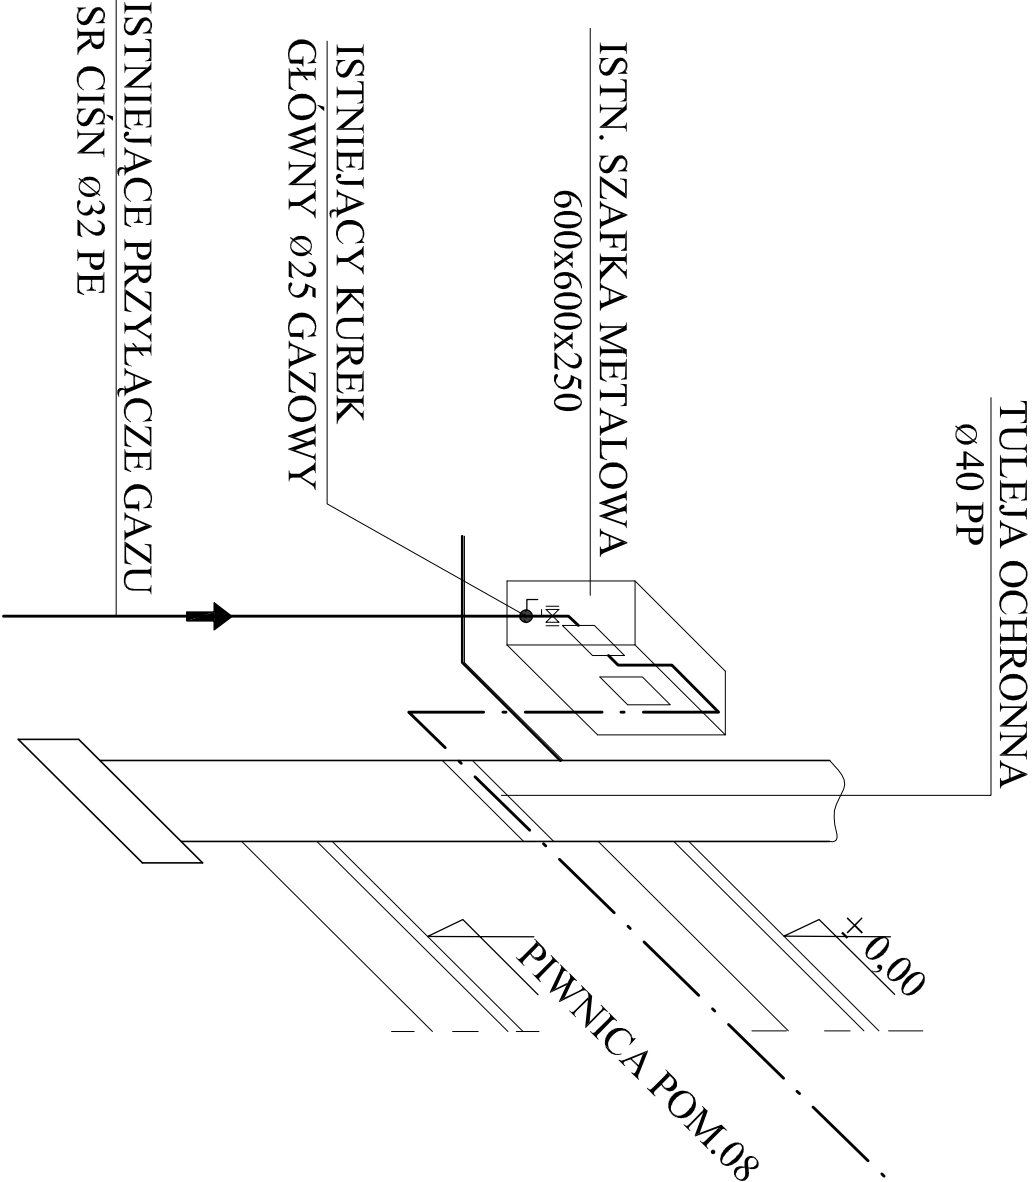 TULEJA OCHRONNA
ø40 PP
ISTN. SZAFKA METALOWA
600x600x250
ISTNIEJĄCY KUREK
GŁÓWNY ø25 GAZOWY
ISTNIEJĄCE PRZYŁĄCZE GAZU
SR CIŚN ø32 PE
±0,00
PIWNICA POM.08